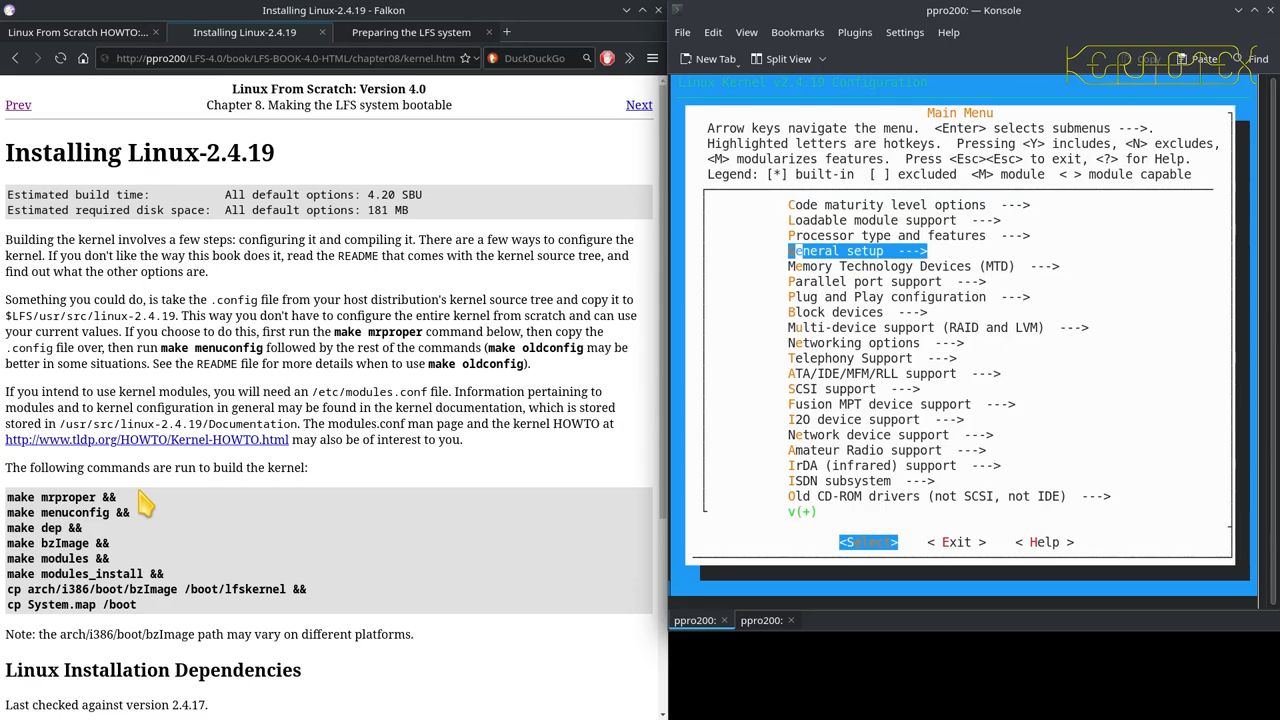 Installing Linux-2.4.19 - Falkon
Linux From Scratch HOWTO:...
Installing Linux-2.4.19
Preparing the LFS system
http://ppro200/LFS-4.0/book/LFS-BOOK-4.0-HTML/chapter08/kernel.htm
DuckDuckGo
Linux From Scratch: Version 4.0
Prev
Chapter 8. Making the LFS system bootable
Next
Installing Linux-2.4.19
Estimated build time: All default options: 4.20 SBU
Estimated required disk space: All default options: 181 MB
Building the kernel involves a few steps: configuring it and compiling it. There are a few ways to configure the
kernel. If you don't like the way this book does it, read the README that comes with the kernel source tree, and
find out what the other options are.
Something you could do, is take the .config file from your host distribution's kernel source tree and copy it to
$LFS/usr/src/linux-2.4.19. This way you don't have to configure the entire kernel from scratch and can use
your current values. If you choose to do this, first run the make mrproper command below, then copy the
.config file over, then run make menuconfig followed by the rest of the commands (make oldconfig may be
better in some situations. See the README file for more details when to use make oldconfig).
If you intend to use kernel modules, you will need an /etc/modules.conf file. Information pertaining to
modules and to kernel configuration in general may be found in the kernel documentation, which is stored
stored in /usr/src/linux-2.4.19/Documentation. The modules.conf man page and the kernel HOWTO at
http://www.tldp.org/HOWTO/Kernel-HOWTO.html may also be of interest to you.
The following commands are run to build the kernel:
make mrproper &&
make menuconfig &&
make dep &&
make bzImage &&
make modules &&
make modules_install &&
cp arch/i386/boot/bzImage /boot/lfskernel &&
cp System.map /boot
Note: the arch/i386/boot/bzImage path may vary on different platforms.
Linux Installation Dependencies
Last checked against version 2.4.17.
ppro200: — Konsole
File Edit View Bookmarks Plugins Settings Help
New Tab Split View Copy Paste Find
Linux Kernel v2.4.19 Configuration
Main Menu
Arrow keys navigate the menu. <Enter> selects submenus --->.
Highlighted letters are hotkeys. Pressing <Y> includes, <N> excludes,
<M> modularizes features. Press <Esc><Esc> to exit, <?> for Help.
Legend: [*] built-in [ ] excluded <M> module < > module capable
Code maturity level options --->
Loadable module support --->
Processor type and features --->
General setup --->
Memory Technology Devices (MTD) --->
Parallel port support --->
Plug and Play configuration --->
Block devices --->
Multi-device support (RAID and LVM) --->
Networking options --->
Telephony Support --->
ATA/IDE/MFM/RLL support --->
SCSI support --->
Fusion MPT device support --->
I2O device support --->
Network device support --->
Amateur Radio support --->
IrDA (infrared) support --->
ISDN subsystem --->
Old CD-ROM drivers (not SCSI, not IDE) --->
v(+)
<Select> < Exit > < Help >
ppro200:
ppro200: